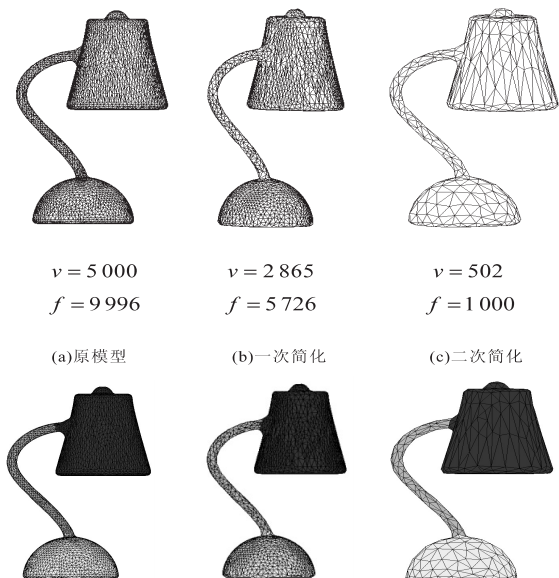 v = 5 000 v = 2 865 v = 502
f = 9 996 f = 5 726 f = 1 000
(a)原模型 (b)一次简化 (c)二次简化